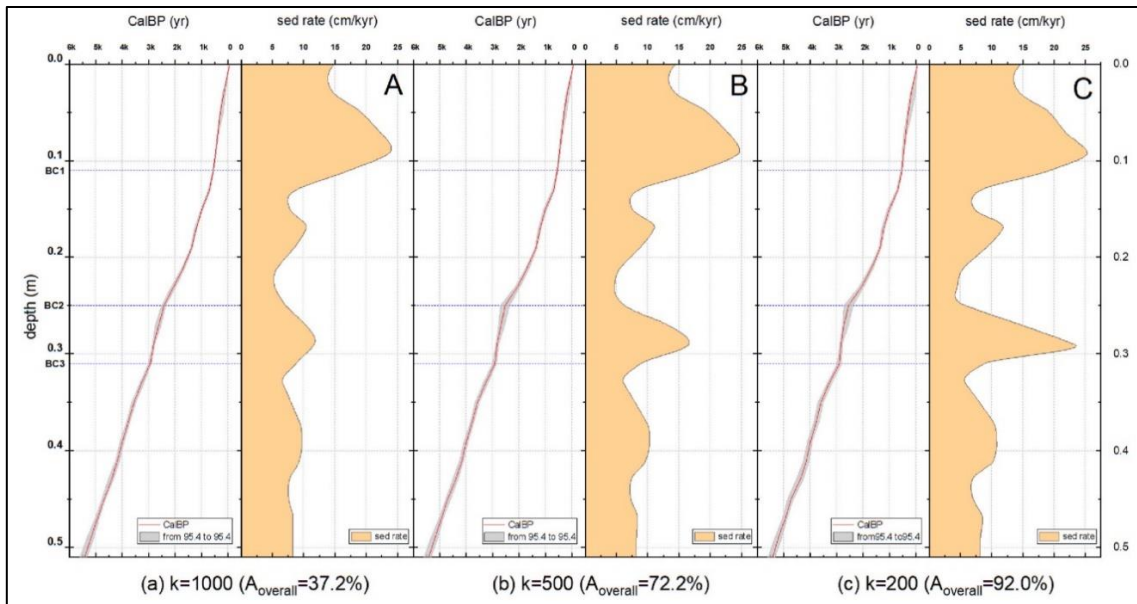 CalBP (yr) sed rate (cm/kyr) CalBP (yr) sed rate (cm/kyr) CalBP (yr) sed rate (cm/kyr)
6k 5k 4k 3k 2k 1k 0 0 5 10 15 20 25 6k 5k 4k 3k 2k 1k 0 0 5 10 15 20 25 6k 5k 4k 3k 2k 1k 0 0 5 10 15 20 25
0.0 0.0
A B C
0.1 0.1
BC1
0.2 0.2
BC2
depth (m)
0.3 0.3
BC3
0.4 0.4
CalBP CalBP CalBP
from 95.4 to 95.4 sed rate from 95.4 to 95.4 sed rate from95.4 to95.4 sed rate
0.5 0.5
(a) k=1000 (Aoverall=37.2%) (b) k=500 (Aoverall=72.2%) (c) k=200 (Aoverall=92.0%)